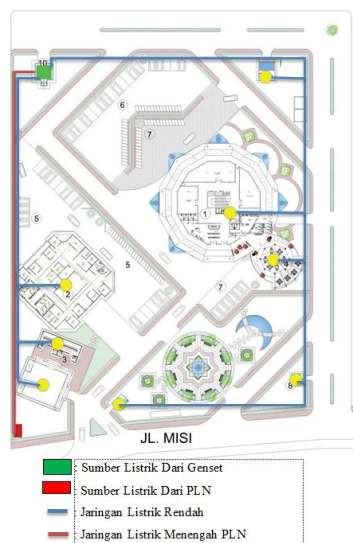 10
6
7
1
5
5
2
7
3
8
JL. MISI
: Sumber Listrik Dari Genset
: Sumber Listrik Dari PLN
: Jaringan Listrik Rendah
: Jaringan Listrik Menengah PLN